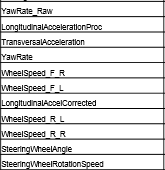 YawRate_Raw
LongitudinalAccelerationProc
TransversalAcceleration
YawRate
WheelSpeed_F_R
WheelSpeed_F_L
LongitudinalAccelCorrected
WheelSpeed_R_L
WheelSpeed_R_R
SteeringWheelAngle
SteeringWheelRotationSpeed